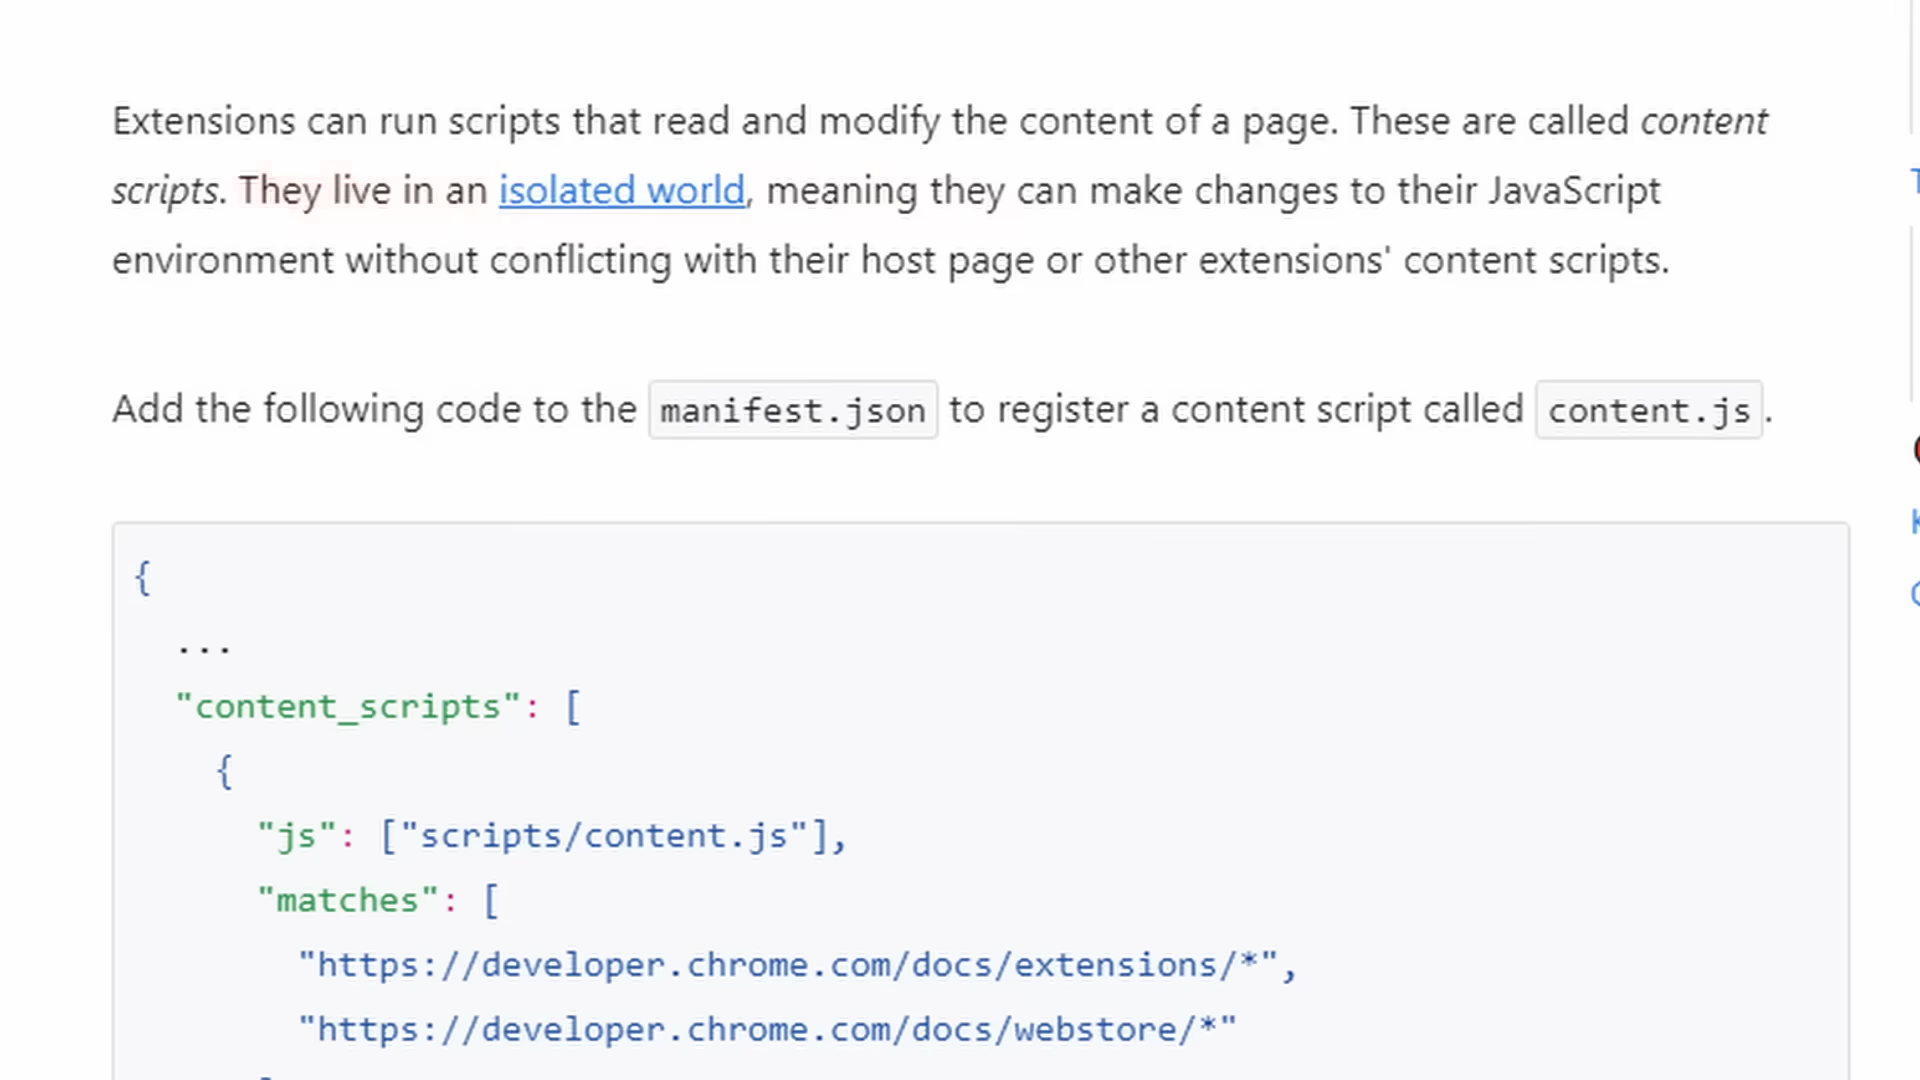 Extensions can run scripts that read and modify the content of a page. These are called content
scripts. They live in an isolated world, meaning they can make changes to their JavaScript
environment without conflicting with their host page or other extensions' content scripts.
Add the following code to the manifest.json to register a content script called content.js.
{
  ...
  "content_scripts": [
    {
      "js": ["scripts/content.js"],
      "matches": [
        "https://developer.chrome.com/docs/extensions/*",
        "https://developer.chrome.com/docs/webstore/*"